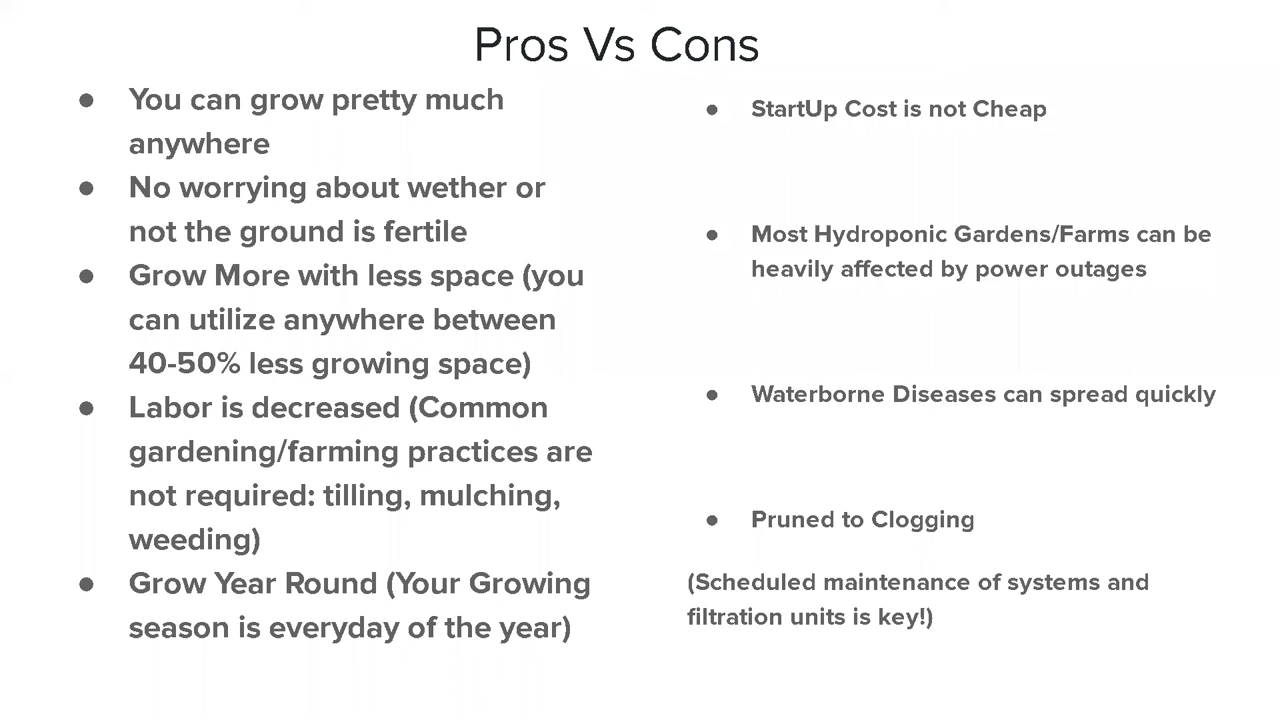 Pros Vs Cons
● You can grow pretty much
anywhere
● No worrying about wether or
not the ground is fertile
● Grow More with less space (you
can utilize anywhere between
40-50% less growing space)
● Labor is decreased (Common
gardening/farming practices are
not required: tilling, mulching,
weeding)
● Grow Year Round (Your Growing
season is everyday of the year)
● StartUp Cost is not Cheap
● Most Hydroponic Gardens/Farms can be
heavily affected by power outages
● Waterborne Diseases can spread quickly
● Pruned to Clogging
(Scheduled maintenance of systems and
filtration units is key!)